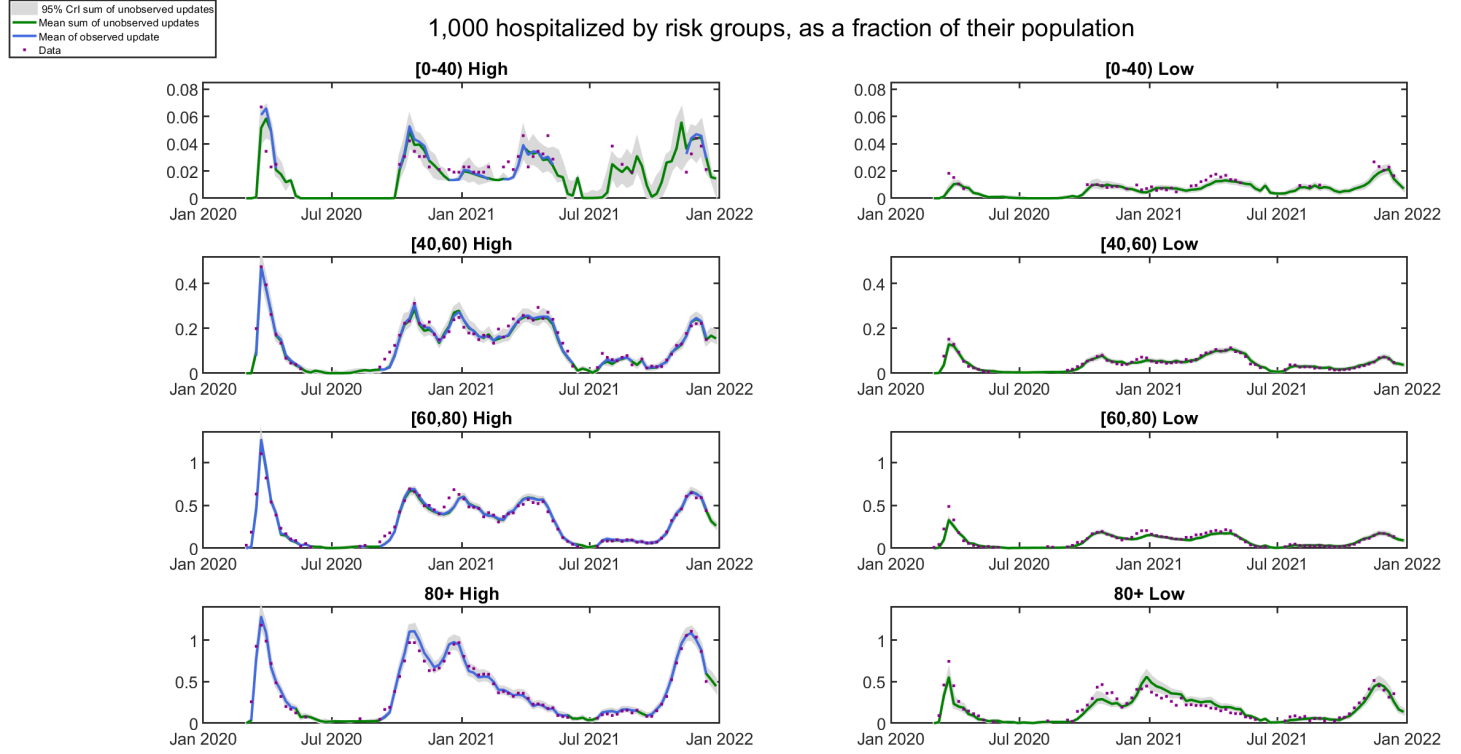 95% CrI sum of unobserved updates
Mean sum of unobserved updates
Mean of observed update
Data
1,000 hospitalized by risk groups, as a fraction of their population
[0-40) High
0.08
0.06
0.04
0.02
0
Jan 2020 Jul 2020 Jan 2021 Jul 2021 Jan 2022
[0-40) Low
0.08
0.06
0.04
0.02
0
Jan 2020 Jul 2020 Jan 2021 Jul 2021 Jan 2022
[40,60) High
0.4
0.2
0
Jan 2020 Jul 2020 Jan 2021 Jul 2021 Jan 2022
[40,60) Low
0.4
0.2
0
Jan 2020 Jul 2020 Jan 2021 Jul 2021 Jan 2022
[60,80) High
1
0.5
0
Jan 2020 Jul 2020 Jan 2021 Jul 2021 Jan 2022
[60,80) Low
1
0.5
0
Jan 2020 Jul 2020 Jan 2021 Jul 2021 Jan 2022
80+ High
1
0.5
0
Jan 2020 Jul 2020 Jan 2021 Jul 2021 Jan 2022
80+ Low
1
0.5
0
Jan 2020 Jul 2020 Jan 2021 Jul 2021 Jan 2022